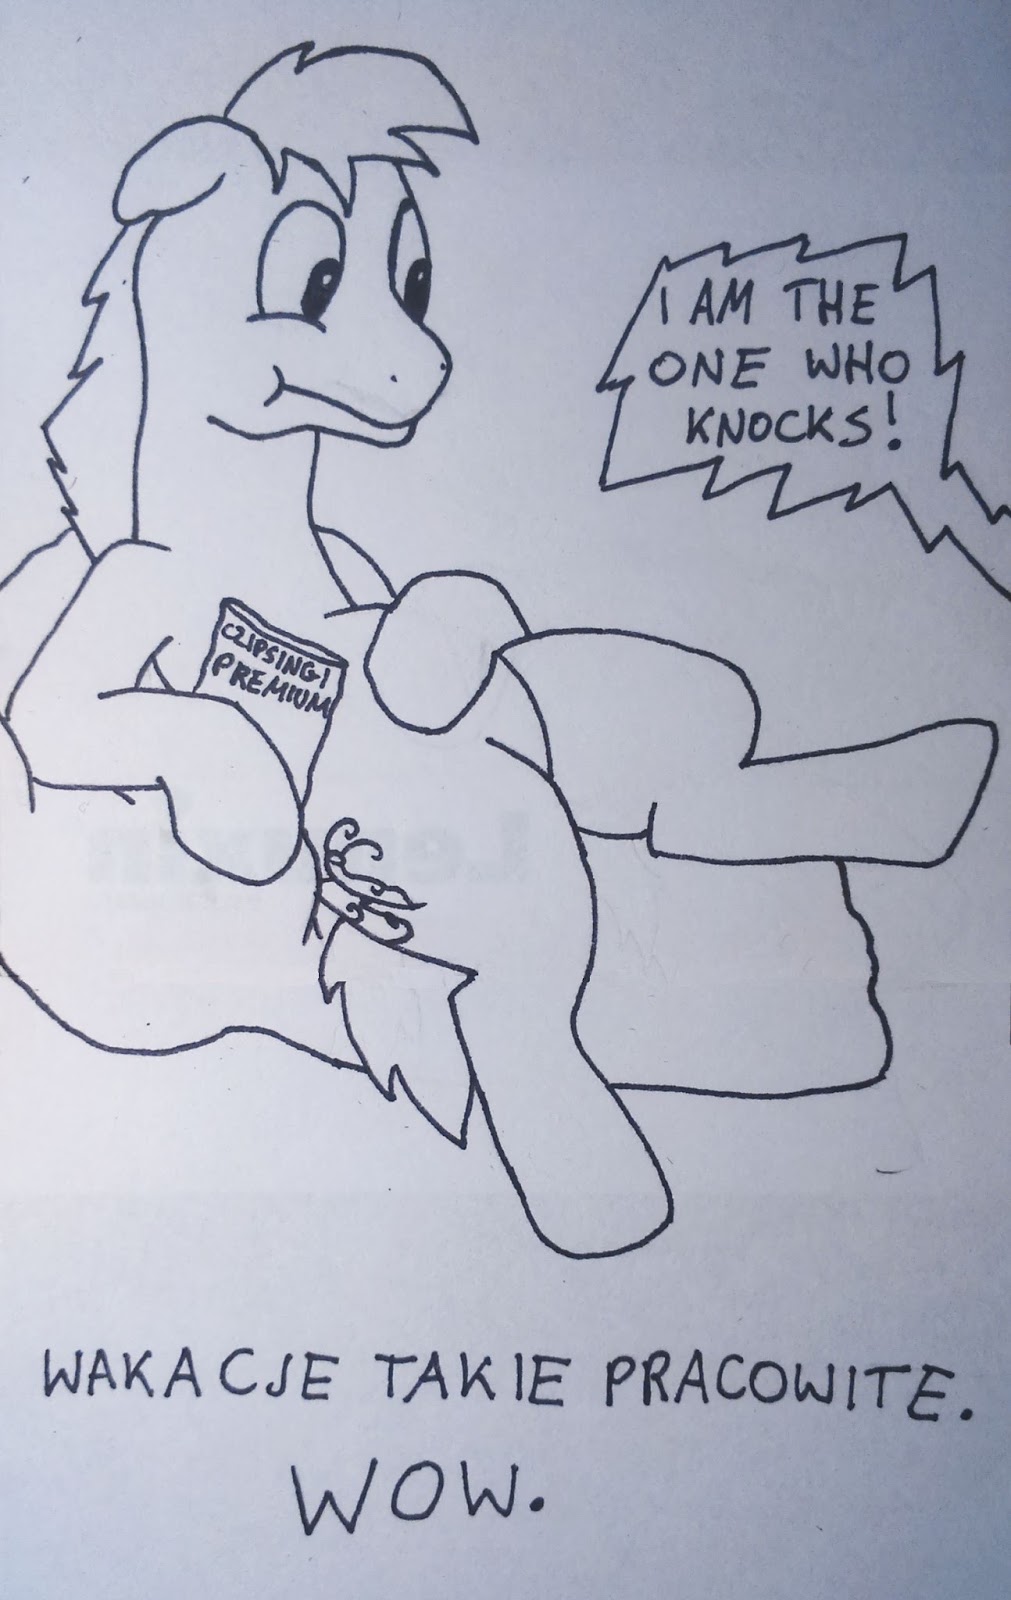 I AM THE
ONE WHO
KNOCKS!
CZIPSINGI
PREMIUM
WAKACJE TAKIE PRACOWITE.
WOW.